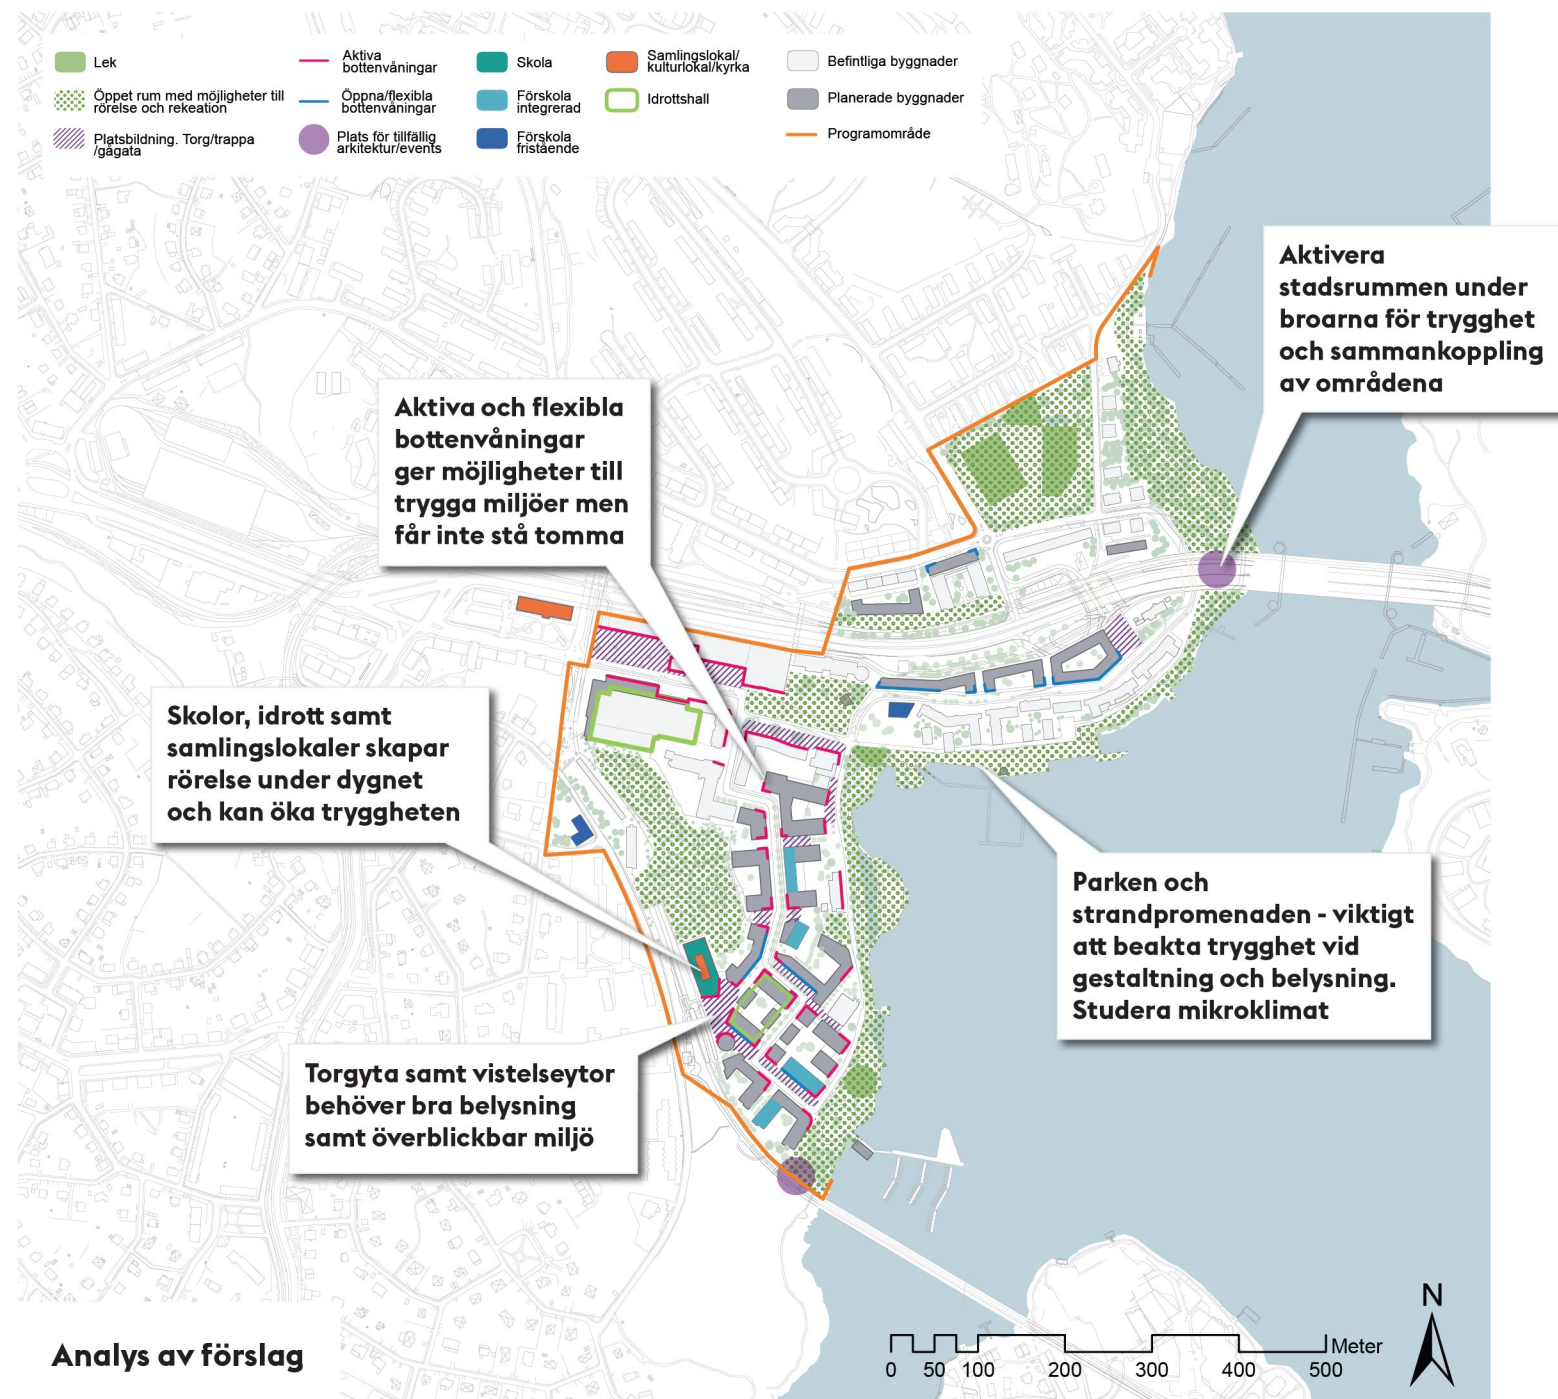 Lek
Öppet rum med möjligheter till
rörelse och rekeation
Platsbildning. Torg/trappa
/gågata
Aktiva
bottenvåningar
Öppna/flexibla
bottenvåningar
Plats för tillfällig
arkitektur/events
Skola
Förskola
integrerad
Förskola
fristående
Samlingslokal/
kulturlokal/kyrka
Idrottshall
Befintliga byggnader
Planerade byggnader
Programområde
Aktivera
stadsrummen under
broarna för trygghet
och sammankoppling
av områdena
Aktiva och flexibla
bottenvåningar
ger möjligheter till
trygga miljöer men
får inte stå tomma
Skolor, idrott samt
samlingslokaler skapar
rörelse under dygnet
och kan öka tryggheten
Parken och
strandpromenaden - viktigt
att beakta trygghet vid
gestaltning och belysning.
Studera mikroklimat
Torgyta samt vistelseytor
behöver bra belysning
samt överblickbar miljö
Analys av förslag
Meter
0 50 100 200 300 400 500
N